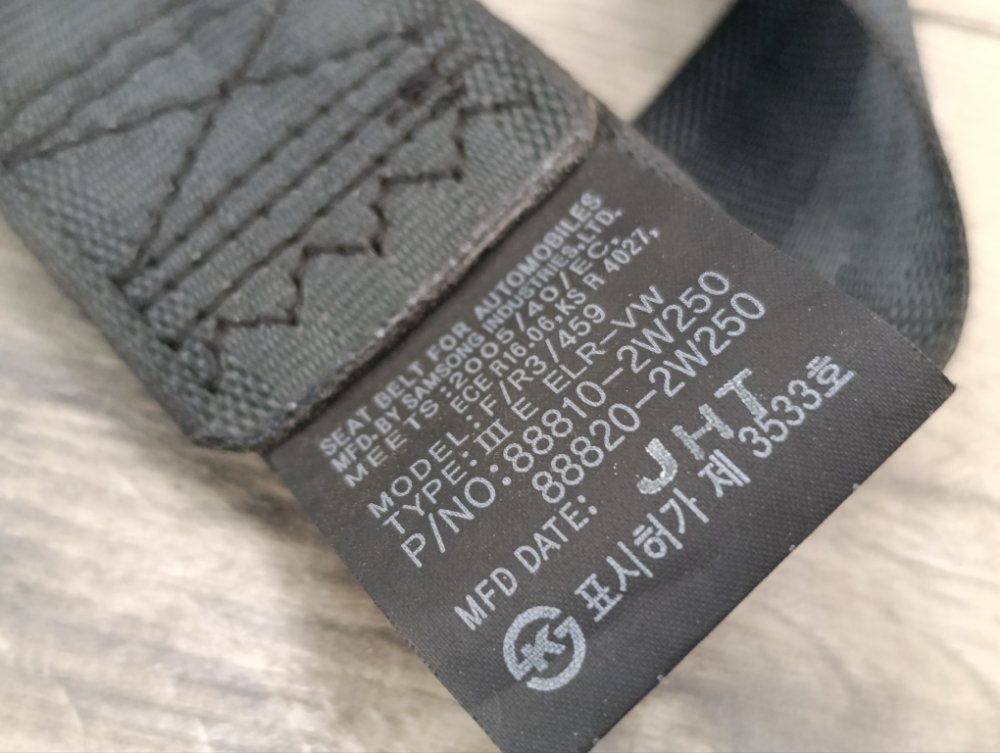 SEAT BELT FOR AUTOMOBILES
MFD. BY SAMSONG INDUSTRIES, LTD.
MEETS :2005/40/EC.
ECE R16.06,KS R 4027,
MODEL: F/R3/459
TYPE: III E ELR-VW
P/NO.:88810-2W250
88820-2W250
MFD DATE: JHT
표시허가 제 3533호